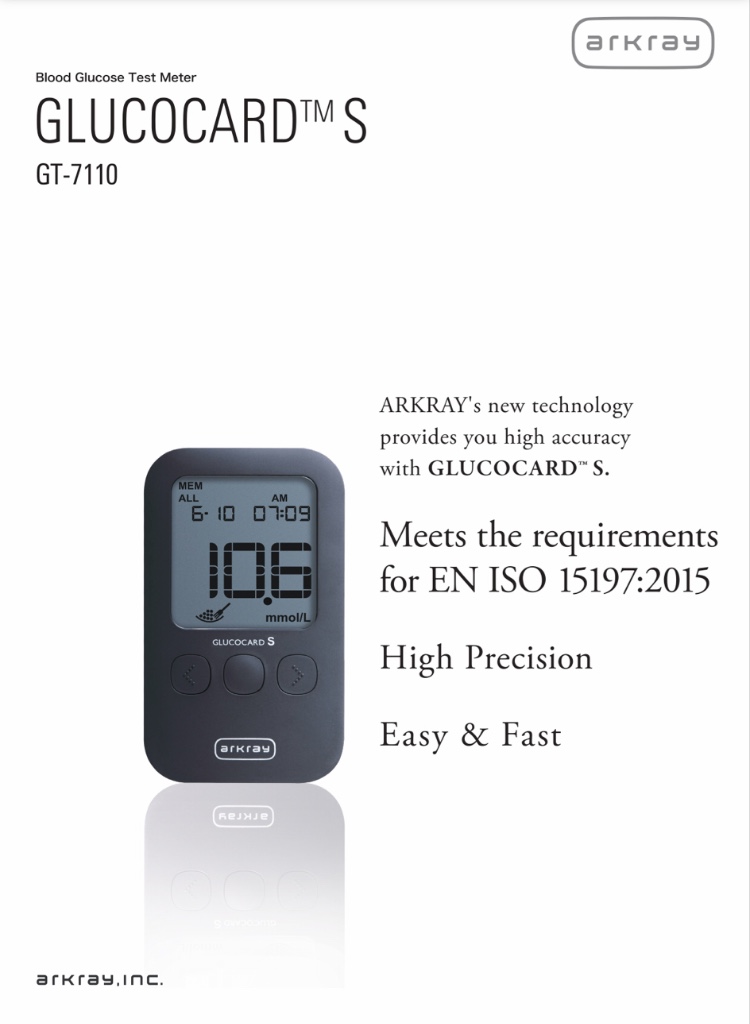 arkray
Blood Glucose Test Meter
GLUCOCARD™ S
GT-7110
ARKRAY's new technology
provides you high accuracy
with GLUCOCARD™ S.
Meets the requirements
for EN ISO 15197:2015
High Precision
Easy & Fast
MEM
ALL AM
6-10 07:09
10.6
mmol/L
GLUCOCARD S
arkray
arkray, inc.